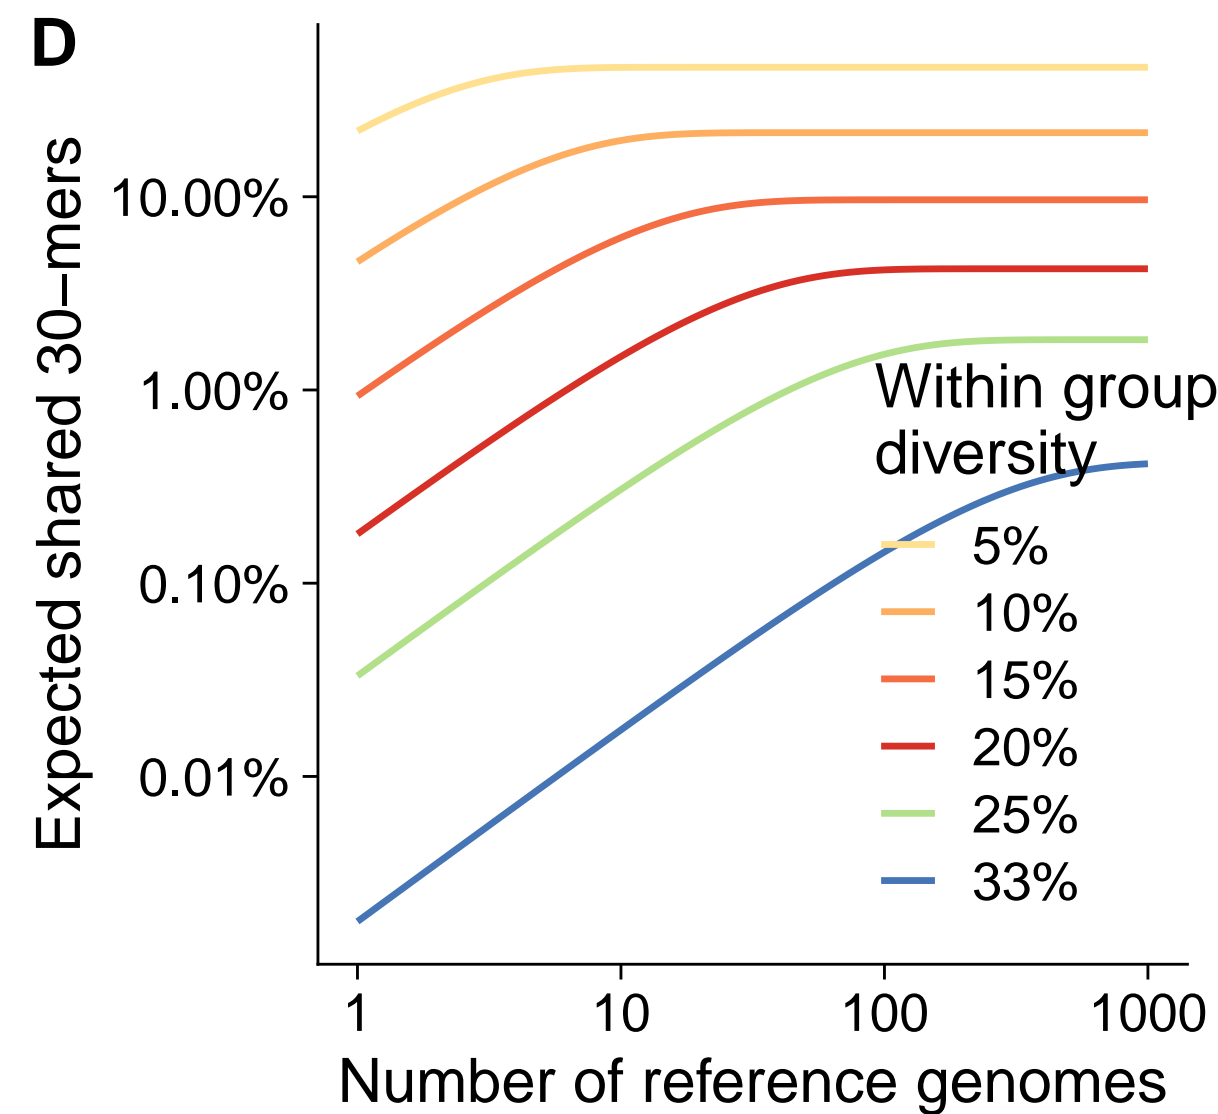 D
Expected shared 30−mers
10.00%
1.00%
0.10%
0.01%
Within group
diversity
5%
10%
15%
20%
25%
33%
1 10 100 1000
Number of reference genomes